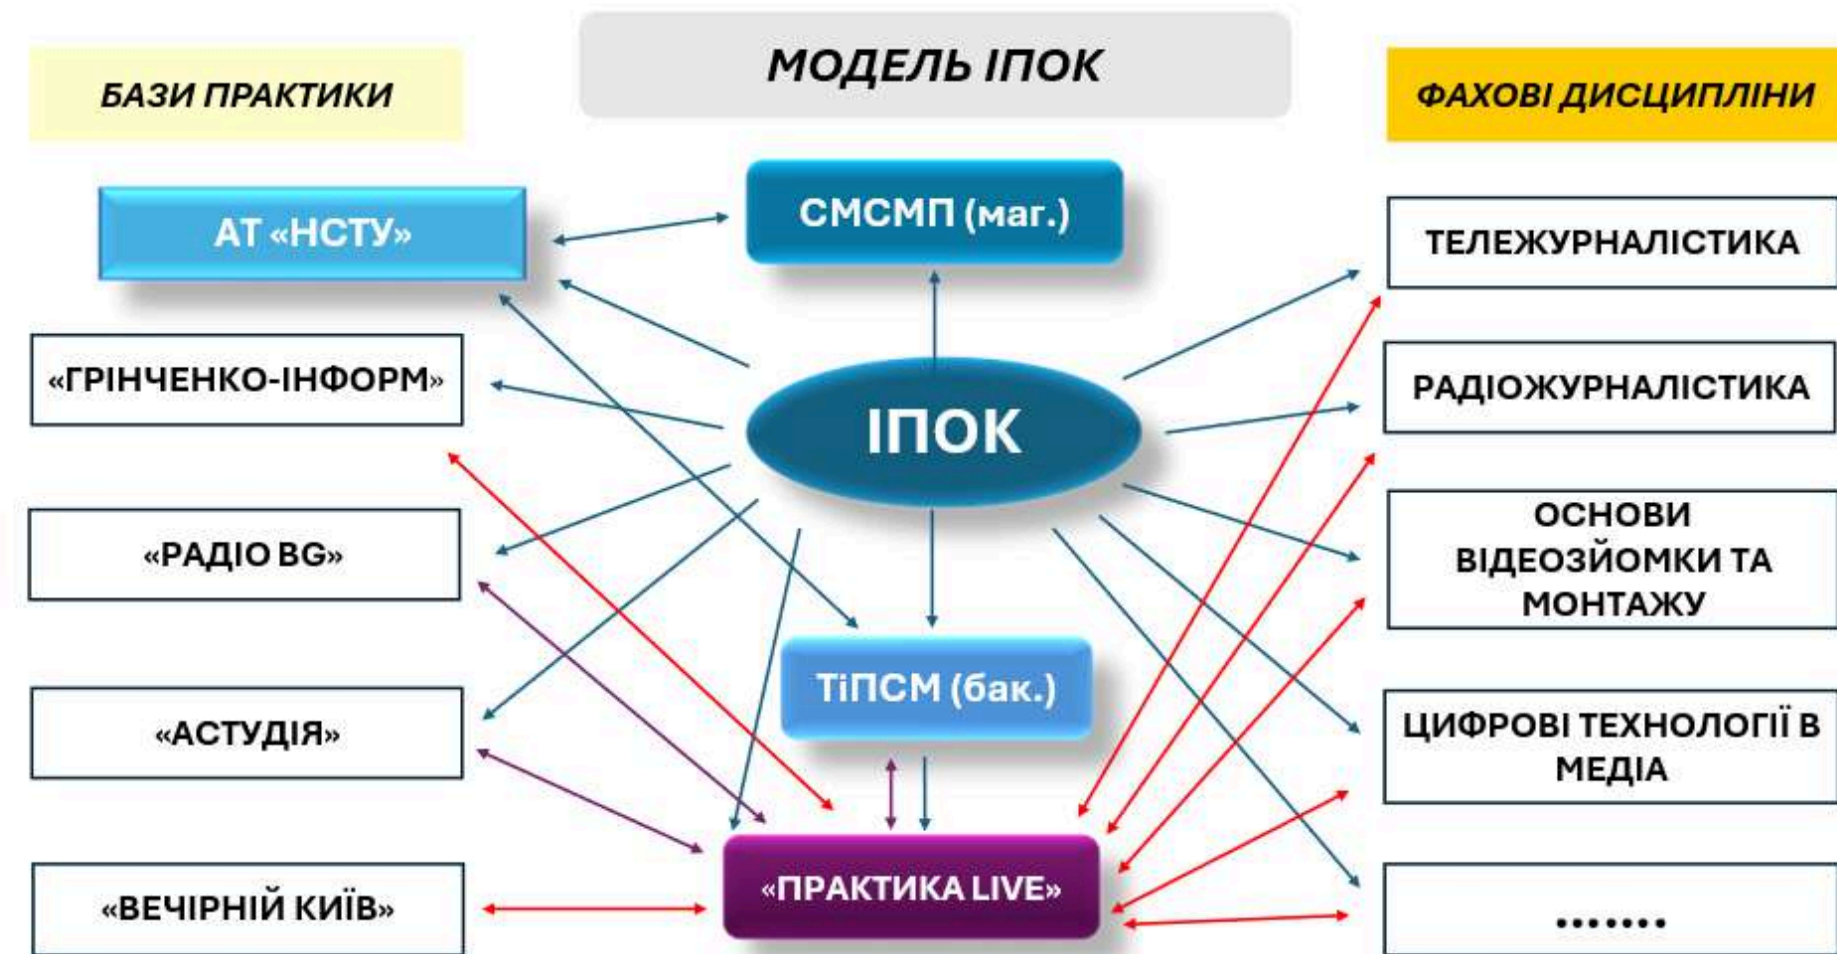 МОДЕЛЬ ІПОК
БАЗИ ПРАКТИКИ
ФАХОВІ ДИСЦИПЛІНИ
АТ «НСТУ»
СМСМП (маг.)
ТЕЛЕЖУРНАЛІСТИКА
«ГРІНЧЕНКО-ІНФОРМ»
ІПОК
РАДІОЖУРНАЛІСТИКА
«РАДІО BG»
ОСНОВИ
ВІДЕОЗЙОМКИ ТА
МОНТАЖУ
«АСТУДІЯ»
ТіПСМ (бак.)
ЦИФРОВІ ТЕХНОЛОГІЇ В
МЕДІА
«ВЕЧІРНІЙ КИЇВ»
«ПРАКТИКА LIVE»
.......